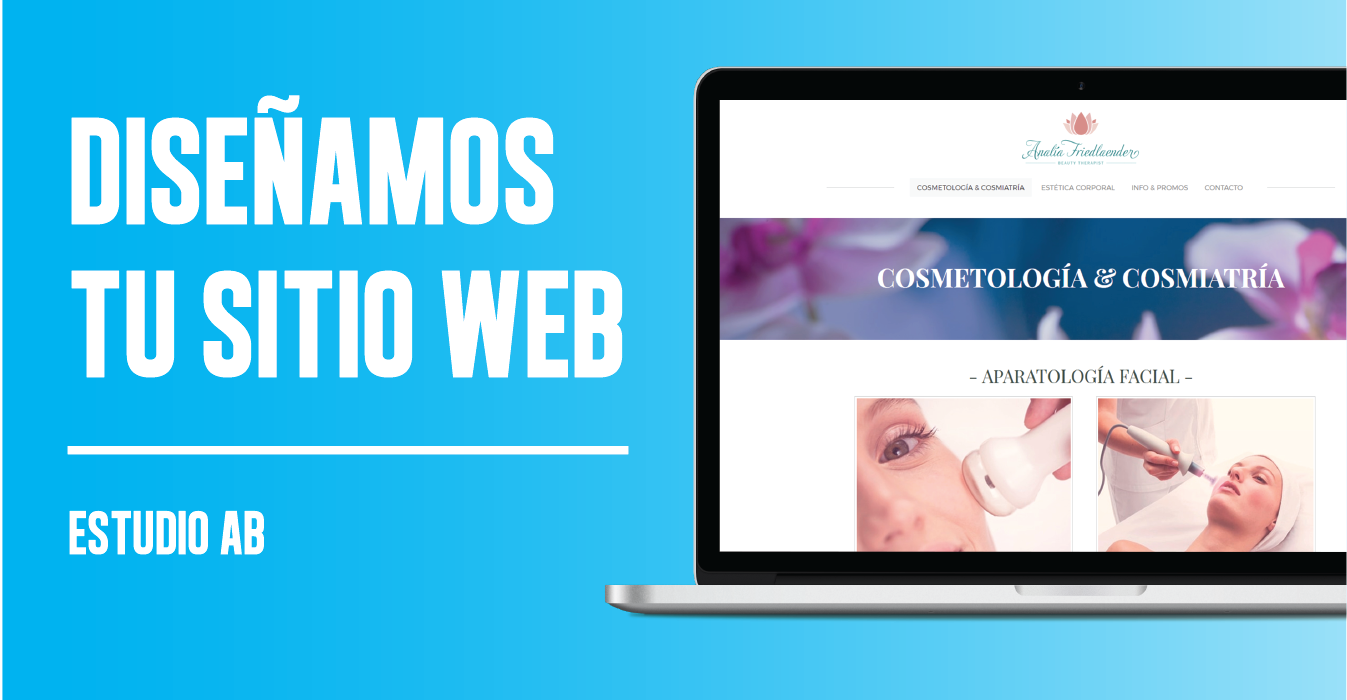 DISEÑAMOS
TU SITIO WEB
ESTUDIO AB
Analía Friedlaender
BEAUTY THERAPIST
COSMETOLOGÍA & COSMIATRÍA ESTÉTICA CORPORAL INFO & PROMOS CONTACTO
COSMETOLOGÍA & COSMIATRÍA
– APARATOLOGÍA FACIAL –